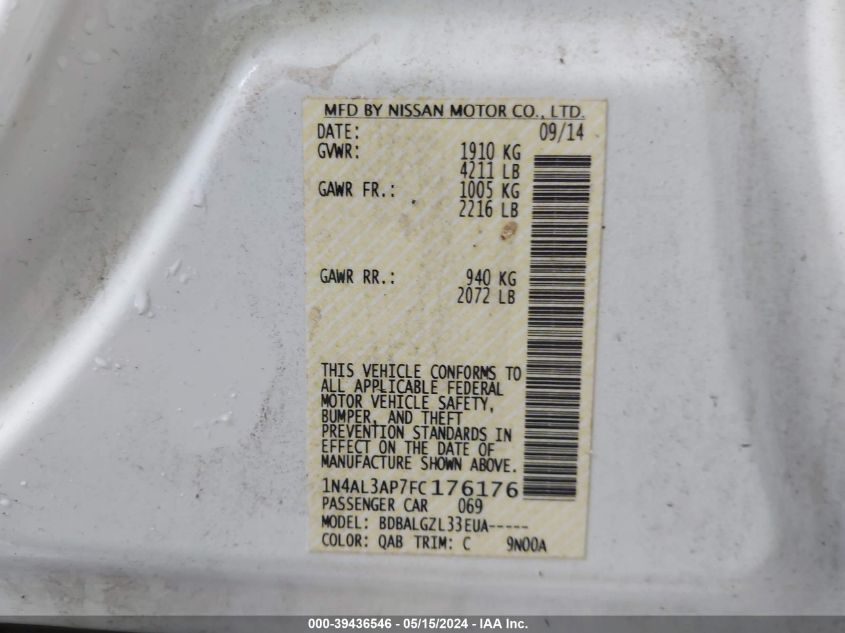 MFD BY NISSAN MOTOR CO., LTD.
DATE: 09/14
GVWR: 1910 KG
4211 LB
GAWR FR.: 1005 KG
2216 LB
GAWR RR.: 940 KG
2072 LB
THIS VEHICLE CONFORMS TO
ALL APPLICABLE FEDERAL
MOTOR VEHICLE SAFETY,
BUMPER, AND THEFT
PREVENTION STANDARDS IN
EFFECT ON THE DATE OF
MANUFACTURE SHOWN ABOVE.
1N4AL3AP7FC176176
PASSENGER CAR 069
MODEL: BDBALGZL33EUA-----
COLOR: QAB TRIM: C 9N00A
000-39436546 - 05/15/2024 - IAA Inc.